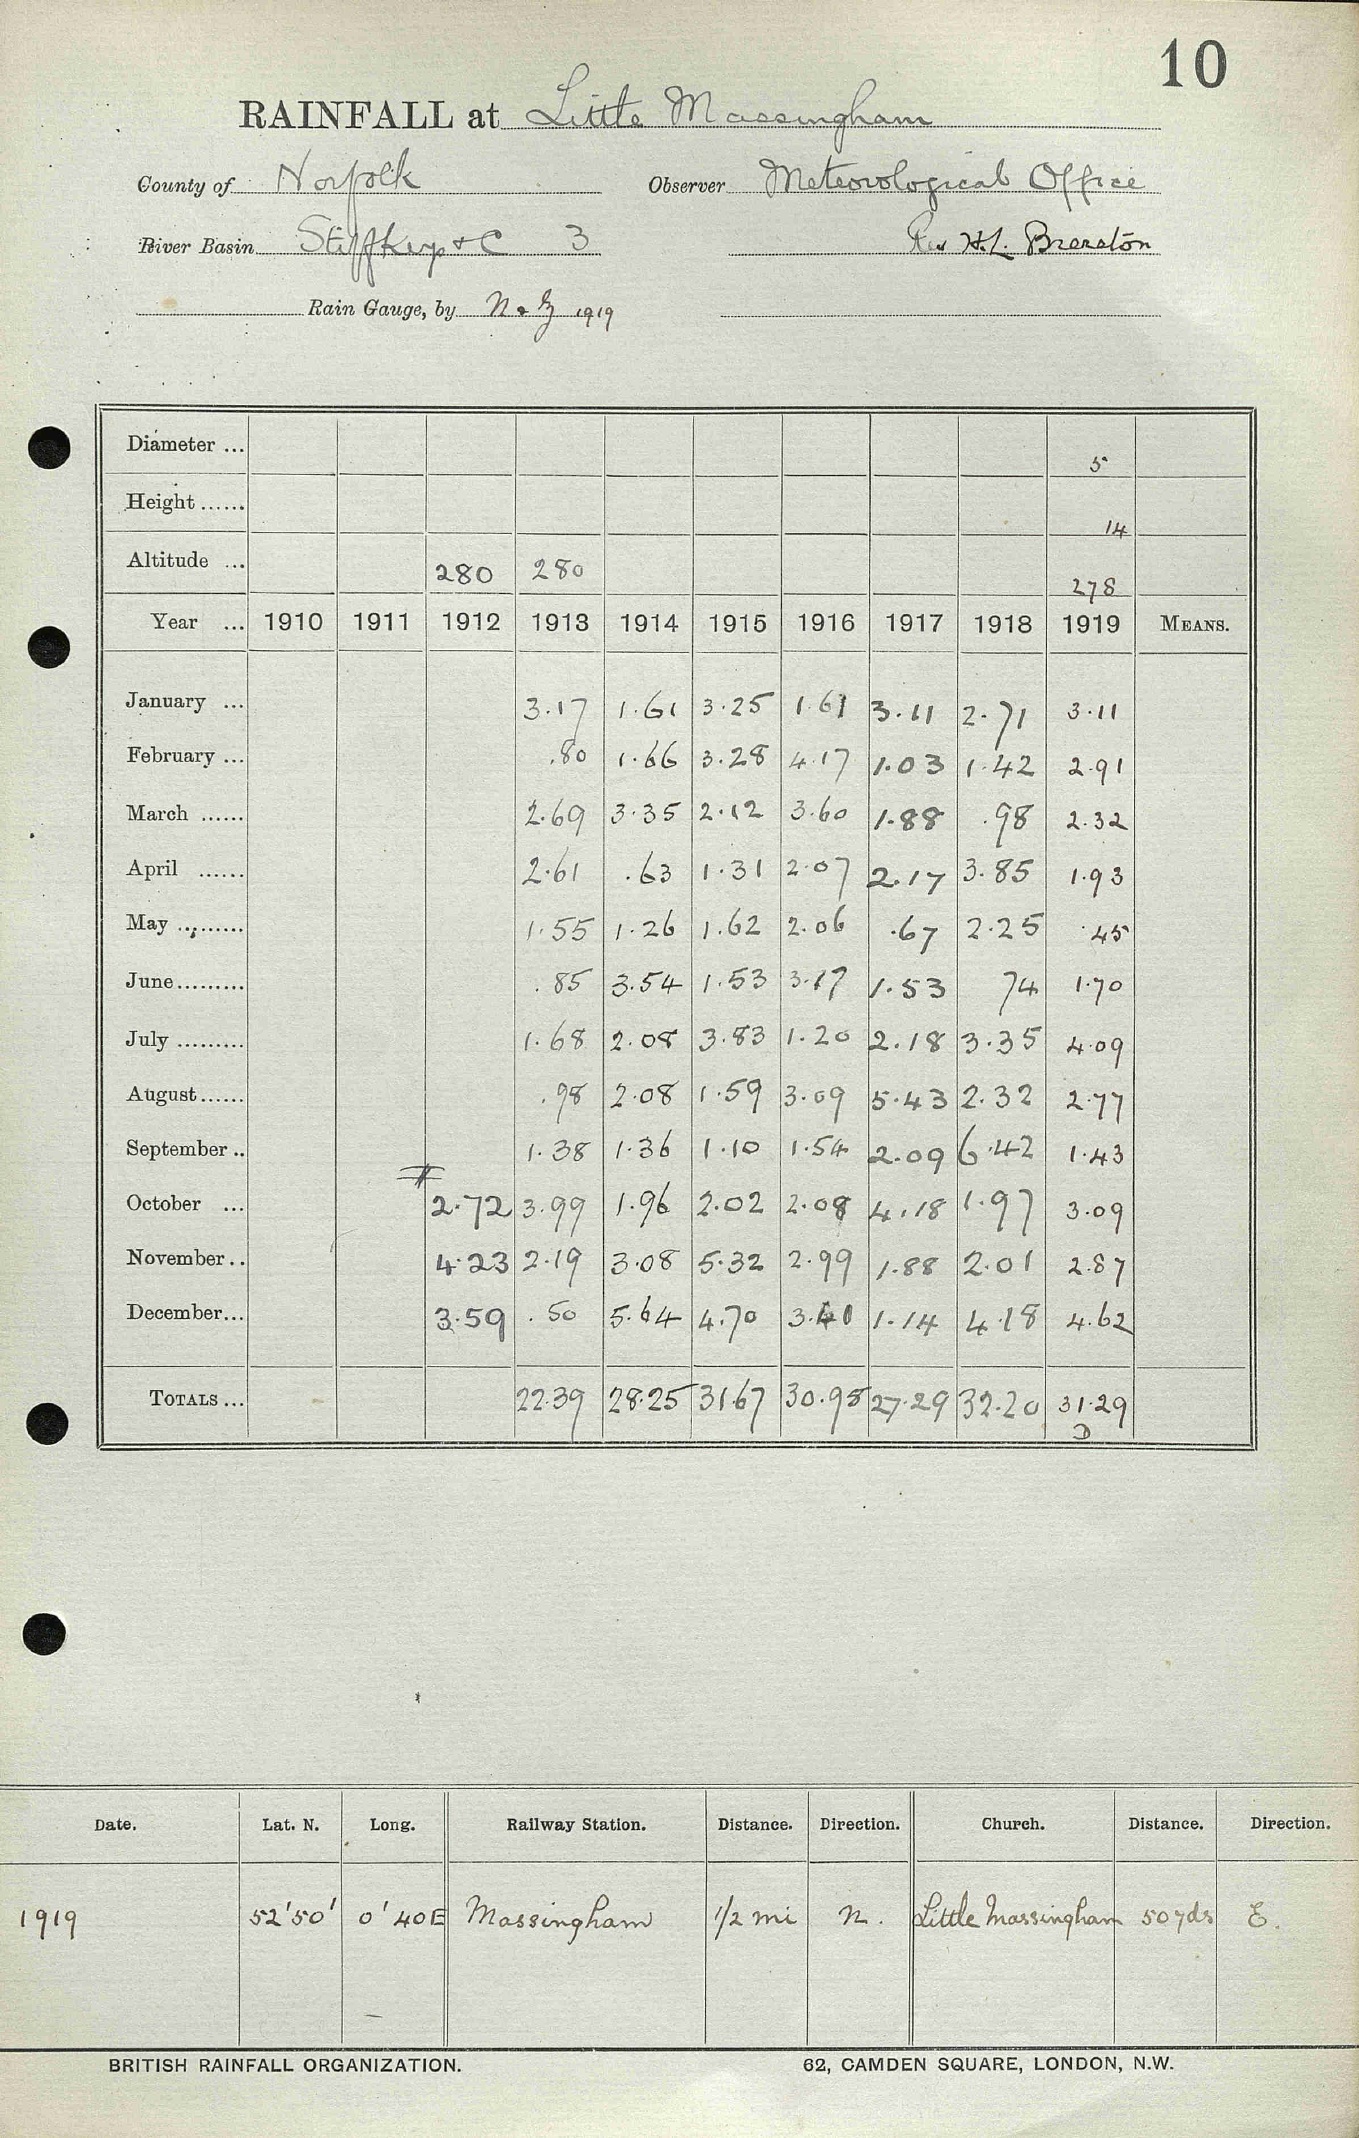 10
RAINFALL at Little Massingham
County of Norfolk Observer Meteorological Office
River Basin Stiffkey + C 3 Rev H.L. Brereton
Rain Gauge, by N & Z 1919
Diameter ... 5
Height ...... 14
Altitude ... 280 280 278
Year ... 1910 1911 1912 1913 1914 1915 1916 1917 1918 1919 MEANS.
January ... 3.17 1.61 3.25 1.61 3.11 2.71 3.11
February ... .80 1.66 3.28 4.17 1.03 1.42 2.91
March ...... 2.69 3.35 2.12 3.60 1.88 .98 2.32
April ...... 2.61 .63 1.31 2.07 2.17 3.85 1.93
May ......... 1.55 1.26 1.62 2.06 .67 2.25 .45
June......... .85 3.54 1.53 3.17 1.53 74 1.70
July ......... 1.68 2.08 3.83 1.20 2.18 3.35 4.09
August...... .98 2.08 1.59 3.09 5.43 2.32 2.77
September .. 1.38 1.36 1.10 1.54 2.09 6.42 1.43
October ... 2.72 3.99 1.96 2.02 2.08 4.18 1.97 3.09
November .. 4.23 2.19 3.08 5.32 2.99 1.88 2.01 2.87
December... 3.59 .50 5.64 4.70 3.40 1.14 4.18 4.62
TOTALS ... 22.39 28.25 31.67 30.98 27.29 32.20 31.29
D
Date. Lat. N. Long. Railway Station. Distance. Direction. Church. Distance. Direction.
1919 52'50' 0'40E Massingham 1/2 mi N. Little Massingham 50 yds E.
BRITISH RAINFALL ORGANIZATION. 62, CAMDEN SQUARE, LONDON, N.W.